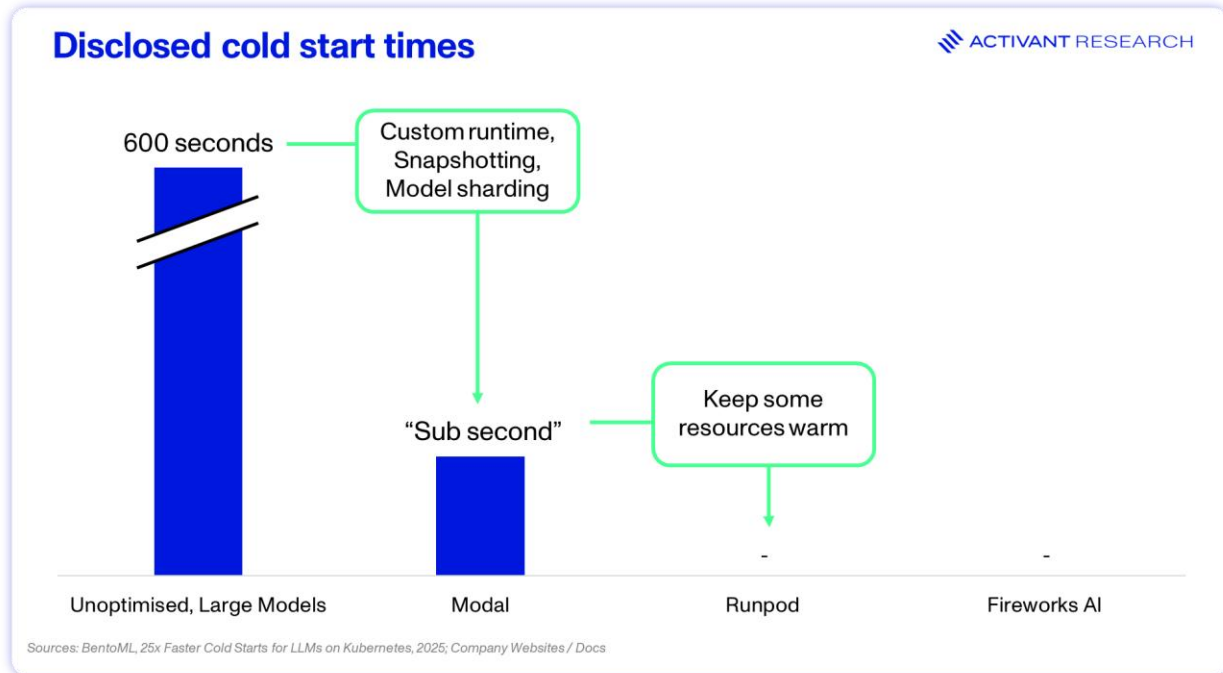 Disclosed cold start times
ACTIVANT RESEARCH
600 seconds
Custom runtime,
Snapshotting,
Model sharding
"Sub second"
Keep some
resources warm
-
-
Unoptimised, Large Models
Modal
Runpod
Fireworks AI
Sources: BentoML, 25x Faster Cold Starts for LLMs on Kubernetes, 2025; Company Websites / Docs